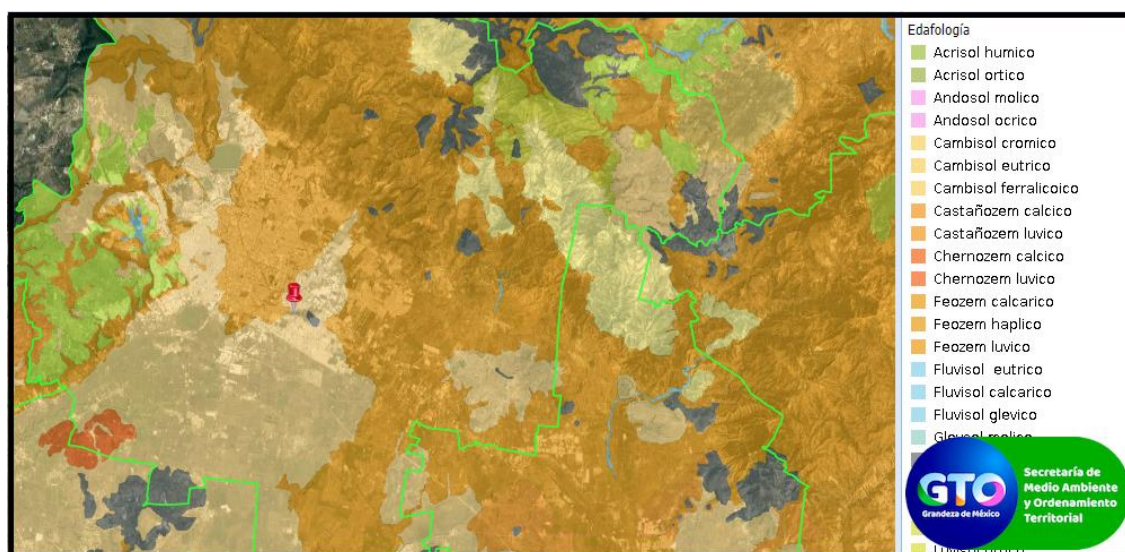 Edafología
Acrisol humico
Acrisol ortico
Andosol molico
Andosol ocrico
Cambisol cromico
Cambisol eutrico
Cambisol ferralicoico
Castañozem calcico
Castañozem luvico
Chernozem calcico
Chernozem luvico
Feozem calcarico
Feozem haplico
Feozem luvico
Fluvisol eutrico
Fluvisol calcarico
Fluvisol glevico
Gleysol molico
GTO
Grandeza de México
Secretaría de
Medio Ambiente
y Ordenamiento
Territorial